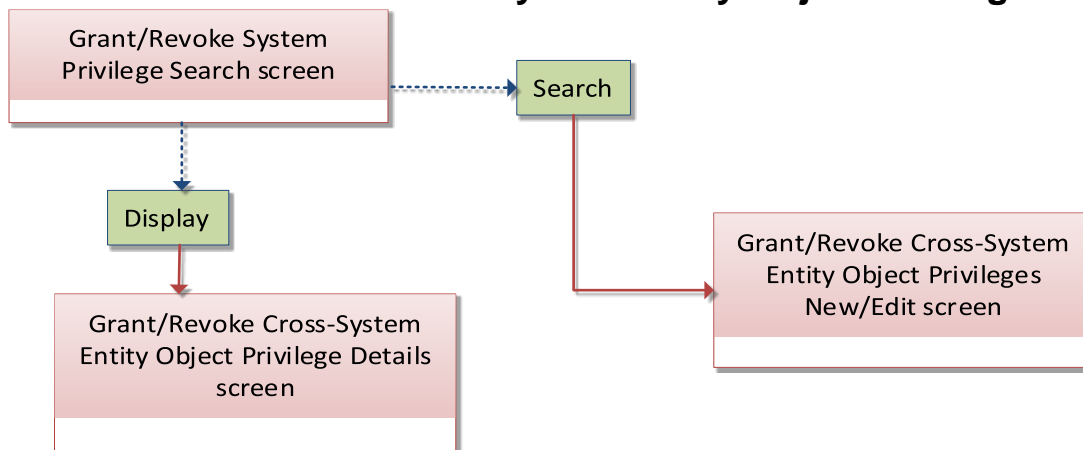 Grant/Revoke System
Privilege Search screen
Search
Display
Grant/Revoke Cross-System
Entity Object Privileges
New/Edit screen
Grant/Revoke Cross-System
Entity Object Privilege Details
screen